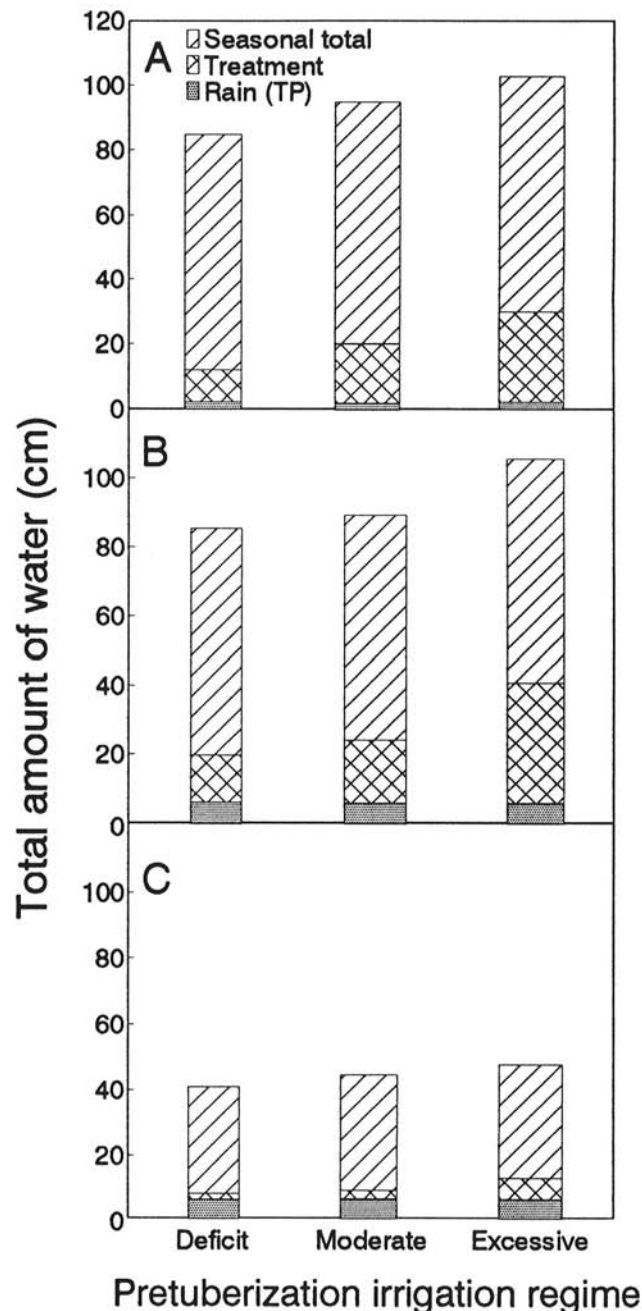 120
100
80
60
40
20
0
A
Seasonal total
Treatment
Rain (TP)
B
100
80
60
40
20
0
C
100
80
60
40
20
0
Total amount of water (cm)
Deficit Moderate Excessive
Pretuberization irrigation regime